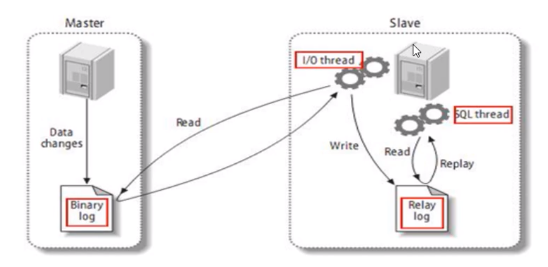 Master
Slave
I/O thread
SQL thread
Data
changes
Read
Write
Read
Replay
Binary
log
Relay
log